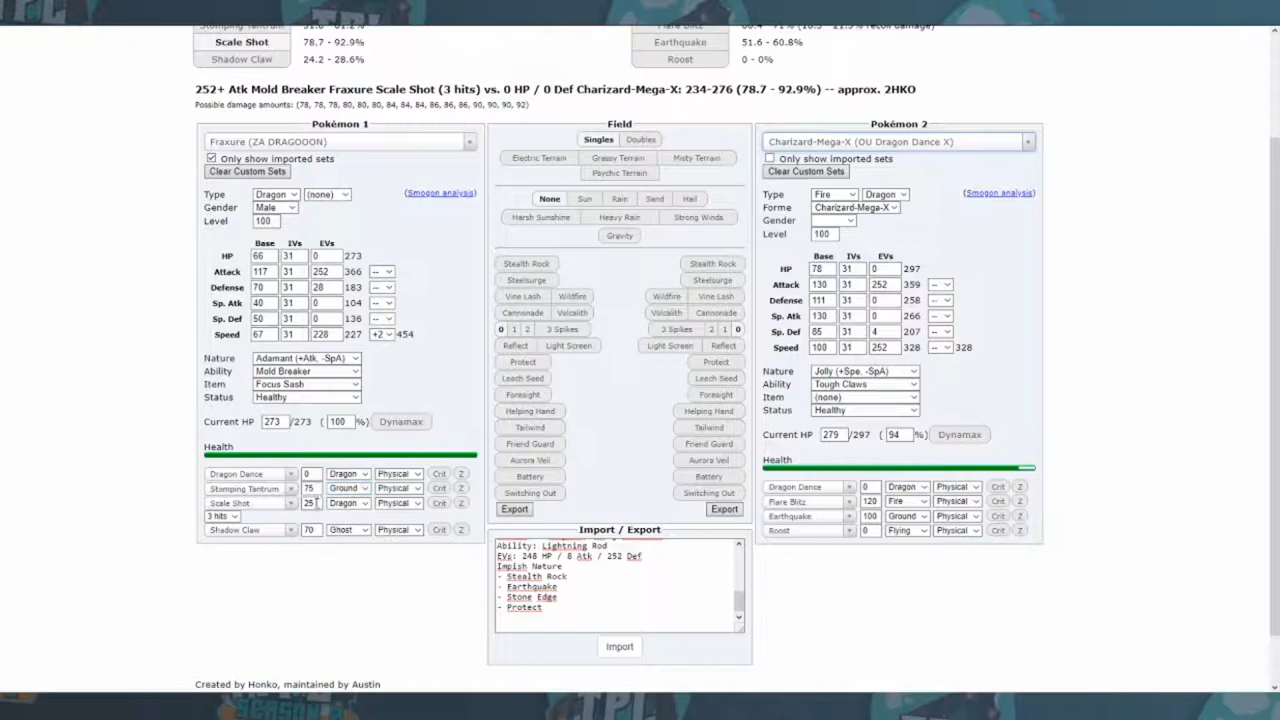 Stomping Tantrum 51.6 - 61.2%
Scale Shot 78.7 - 92.9%
Shadow Claw 24.2 - 28.6%
Earthquake 51.6 - 60.8%
Roost 0 - 0%
252+ Atk Mold Breaker Fraxure Scale Shot (3 hits) vs. 0 HP / 0 Def Charizard-Mega-X: 234-276 (78.7 - 92.9%) -- approx. 2HKO
Possible damage amounts: (78, 78, 78, 80, 80, 80, 84, 84, 84, 86, 86, 86, 90, 90, 90, 92)
Pokémon 1
Fraxure (ZA DRAGOOON)
Only show imported sets
Clear Custom Sets
Type Dragon (none) (Smogon analysis)
Gender Male
Level 100
Base IVs EVs
HP 66 31 0 273
Attack 117 31 252 366 --
Defense 70 31 28 183 --
Sp. Atk 40 31 0 104 --
Sp. Def 50 31 0 136 --
Speed 67 31 228 227 +2 454
Nature Adamant (+Atk, -SpA)
Ability Mold Breaker
Item Focus Sash
Status Healthy
Current HP 273 /273 ( 100 %) Dynamax
Health
Dragon Dance 0 Dragon Physical Crit Z
Stomping Tantrum 75 Ground Physical Crit Z
Scale Shot 25 Dragon Physical Crit Z
3 hits
Shadow Claw 70 Ghost Physical Crit Z
Field
Singles Doubles
Electric Terrain Grassy Terrain Misty Terrain
Psychic Terrain
None Sun Rain Sand Hail
Harsh Sunshine Heavy Rain Strong Winds
Gravity
Stealth Rock Stealth Rock
Steelsurge Steelsurge
Vine Lash Wildfire Wildfire Vine Lash
Cannonade Volcalith Volcalith Cannonade
0 1 2 3 Spikes 3 Spikes 2 1 0
Reflect Light Screen Light Screen Reflect
Protect Protect
Leech Seed Leech Seed
Foresight Foresight
Helping Hand Helping Hand
Tailwind Tailwind
Friend Guard Friend Guard
Aurora Veil Aurora Veil
Battery Battery
Switching Out Switching Out
Export Export
Import / Export
Ability: Lightning Rod
EVs: 248 HP / 8 Atk / 252 Def
Impish Nature
- Stealth Rock
- Earthquake
- Stone Edge
- Protect
Import
Pokémon 2
Charizard-Mega-X (OU Dragon Dance X)
Only show imported sets
Clear Custom Sets
Type Fire Dragon (Smogon analysis)
Forme Charizard-Mega-X
Gender
Level 100
Base IVs EVs
HP 78 31 0 297
Attack 130 31 252 359 --
Defense 111 31 0 258 --
Sp. Atk 130 31 0 266 --
Sp. Def 85 31 4 207 --
Speed 100 31 252 328 -- 328
Nature Jolly (+Spe, -SpA)
Ability Tough Claws
Item (none)
Status Healthy
Current HP 279 /297 ( 94 %) Dynamax
Health
Dragon Dance 0 Dragon Physical Crit Z
Flare Blitz 120 Fire Physical Crit Z
Earthquake 100 Ground Physical Crit Z
Roost 0 Flying Physical Crit Z
Created by Honko, maintained by Austin
TPL